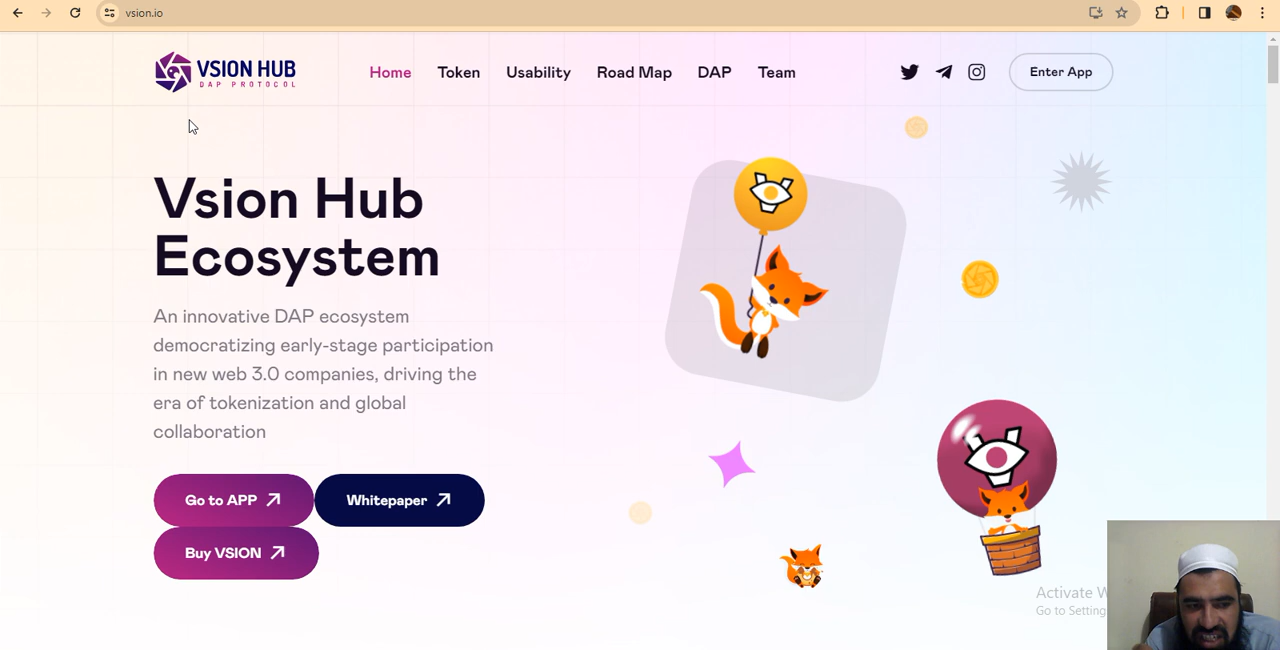 vsion.io
VSION HUB
DAP PROTOCOL
Home Token Usability Road Map DAP Team Enter App
Vsion Hub
Ecosystem
An innovative DAP ecosystem
democratizing early-stage participation
in new web 3.0 companies, driving the
era of tokenization and global
collaboration
Go to APP Whitepaper
Buy VSION
Activate W
Go to Setting